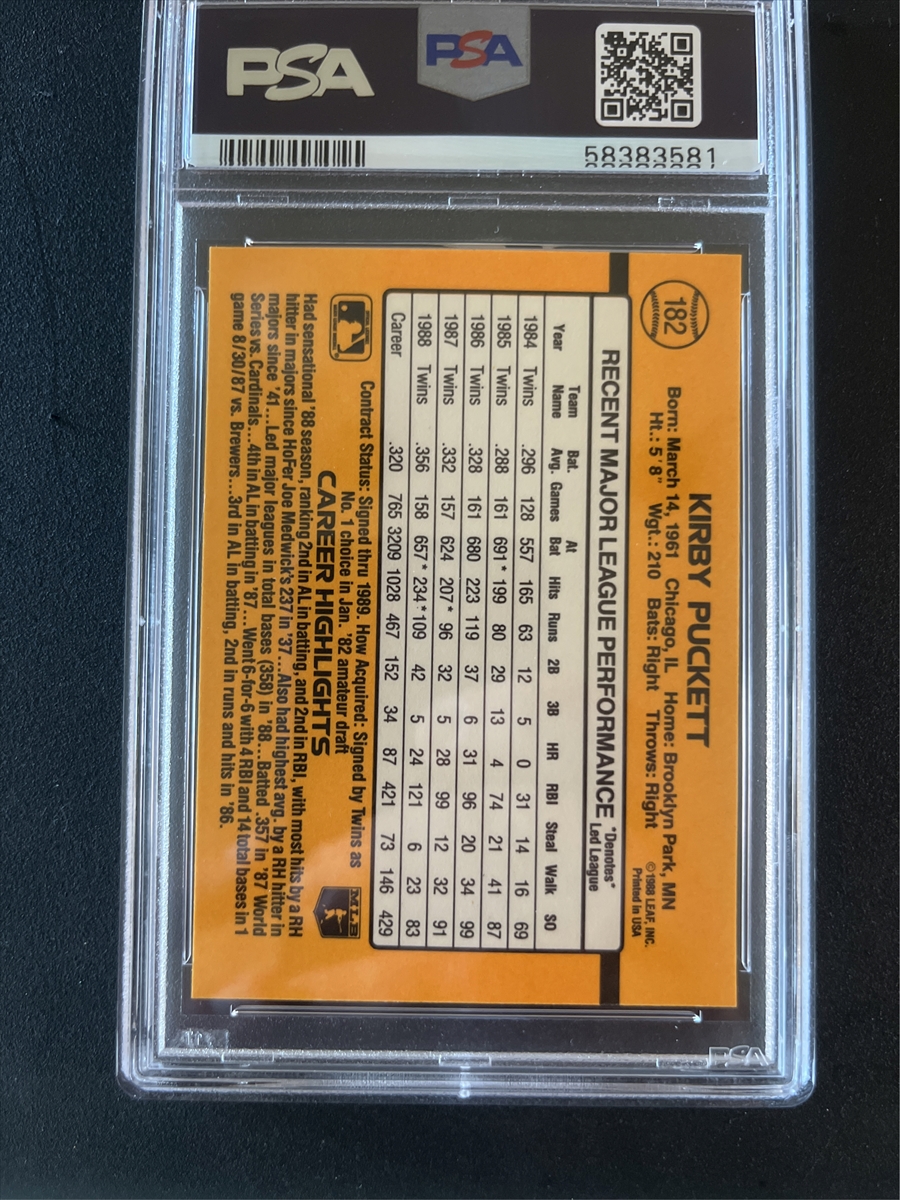 PSA
PSA
58383581
182
KIRBY PUCKETT
Born: March 14, 1961 Chicago, IL Home: Brooklyn Park, MN
Ht.: 5' 8" Wgt.: 210 Bats: Right Throws: Right
©1988 LEAF, INC.
Printed in USA
RECENT MAJOR LEAGUE PERFORMANCE *Denotes*
Led League
Year Team Name Bat. Avg. Games At Bat Hits Runs 2B 3B HR RBI Steal Walk SO
1984 Twins .296 128 557 165 63 12 5 0 31 14 16 69
1985 Twins .288 161 691* 199 80 29 13 4 74 21 41 87
1986 Twins .328 161 680 223 119 37 6 31 96 20 34 99
1987 Twins .332 157 624 207* 96 32 5 28 99 12 32 91
1988 Twins .356 158 657* 234* 109 42 5 24 121 6 23 83
Career .320 765 3209 1028 467 152 34 87 421 73 146 429
Contract Status: Signed thru 1989. How Acquired: Signed by Twins as
No. 1 choice in Jan. '82 amateur draft
CAREER HIGHLIGHTS
MLB
Had sensational '88 season, ranking 2nd in AL in batting, and 2nd in RBI, with most hits by a RH
hitter in majors since HoFer Joe Medwick's 237 in '37...Also had highest avg. by a RH hitter in
majors since '41...Led major leagues in total bases (358) in '88...Batted .357 in '87 World
Series vs. Cardinals...4th in AL in batting in '87...Went 6-for-6 with 4 RBI and 14 total bases in 1
game 8/30/87 vs. Brewers...3rd in AL in batting, 2nd in runs and hits in '86.
PSA